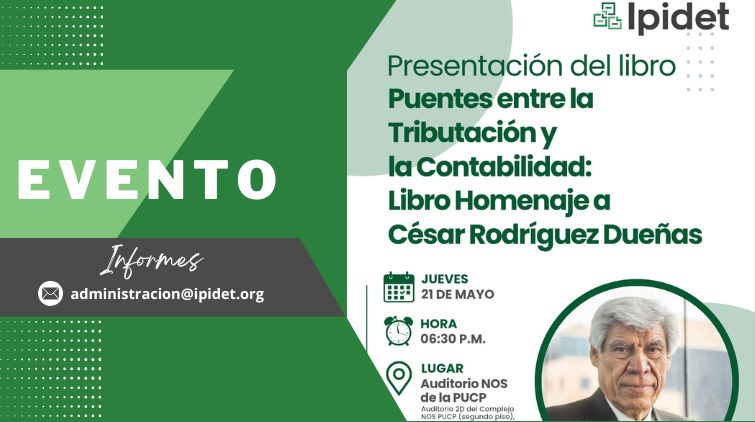 EVENTO
Informes
administracion@ipidet.org
Ipidet
Presentación del libro
Puentes entre la
Tributación y
la Contabilidad:
Libro Homenaje a
César Rodríguez Dueñas
JUEVES
21 DE MAYO
HORA
06:30 P.M.
LUGAR
Auditorio NOS
de la PUCP
Auditorio 2D del Complejo
NOS PUCP (segundo piso),